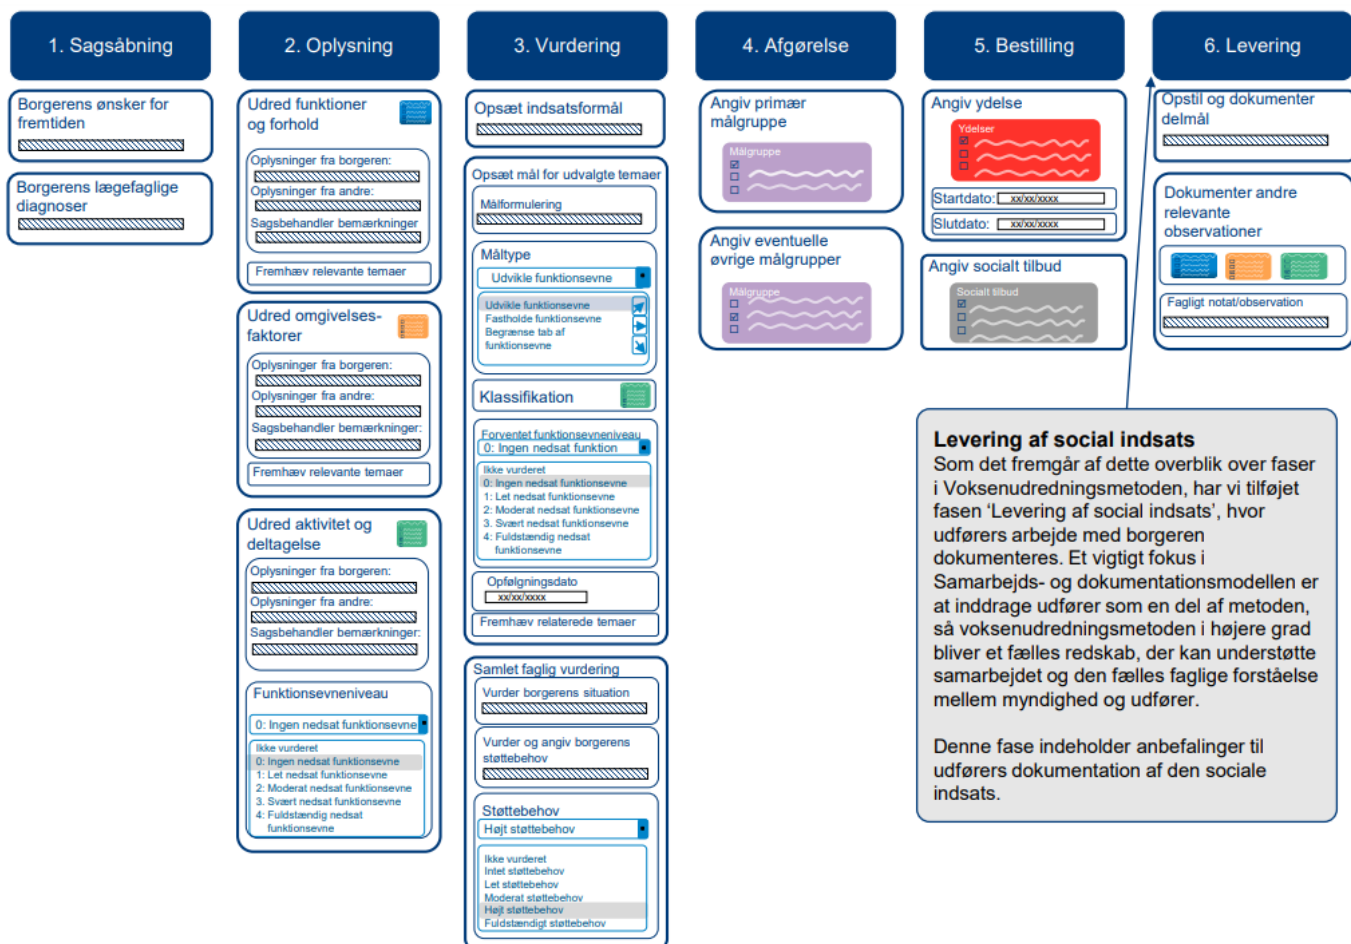 1. Sagsåbning
2. Oplysning
3. Vurdering
4. Afgørelse
5. Bestilling
6. Levering
Borgerens ønsker for
fremtiden
Borgerens lægefaglige
diagnoser
Udred funktioner
og forhold
Oplysninger fra borgeren:
Oplysninger fra andre:
Sagsbehandler bemærkninger
Fremhæv relevante temaer
Udred omgivelses-
faktorer
Oplysninger fra borgeren:
Oplysninger fra andre:
Sagsbehandler bemærkninger:
Fremhæv relevante temaer
Udred aktivitet og
deltagelse
Oplysninger fra borgeren:
Oplysninger fra andre:
Sagsbehandler bemærkninger:
Funktionsevneniveau
0: Ingen nedsat funktionsevne
Ikke vurderet
0: Ingen nedsat funktionsevne
1: Let nedsat funktionsevne
2: Moderat nedsat funktionsevne
3. Svært nedsat funktionsevne
4: Fuldstændig nedsat
funktionsevne
Opsæt indsatsformål
Opsæt mål for udvalgte temaer
Målformulering
Måltype
Udvikle funktionsevne
Udvikle funktionsevne
Fastholde funktionsevne
Begrænse tab af
funktionsevne
Klassifikation
Forventet funktionsevneniveau
0: Ingen nedsat funktion
Ikke vurderet
0: Ingen nedsat funktionsevne
1: Let nedsat funktionsevne
2: Moderat nedsat funktionsevne
3. Svært nedsat funktionsevne
4: Fuldstændig nedsat
funktionsevne
Opfølgningsdato
xx/xx/xxxx
Fremhæv relaterede temaer
Samlet faglig vurdering
Vurder borgerens situation
Vurder og angiv borgerens
støttebehov
Støttebehov
Højt støttebehov
Ikke vurderet
Intet støttebehov
Let støttebehov
Moderat støttebehov
Højt støttebehov
Fuldstændigt støttebehov
Angiv primær
målgruppe
Målgruppe
Angiv eventuelle
øvrige målgrupper
Målgruppe
Angiv ydelse
Ydelser
Startdato: xx/xx/xxxx
Slutdato: xx/xx/xxxx
Angiv socialt tilbud
Socialt tilbud
Opstil og dokumenter
delmål
Dokumenter andre
relevante
observationer
Fagligt notat/observation
Levering af social indsats
Som det fremgår af dette overblik over faser
i Voksenudredningsmetoden, har vi tilføjet
fasen ‘Levering af social indsats’, hvor
udførers arbejde med borgeren
dokumenteres. Et vigtigt fokus i
Samarbejds- og dokumentationsmodellen er
at inddrage udfører som en del af metoden,
så voksenudredningsmetoden i højere grad
bliver et fælles redskab, der kan understøtte
samarbejdet og den fælles faglige forståelse
mellem myndighed og udfører.
Denne fase indeholder anbefalinger til
udførers dokumentation af den sociale
indsats.